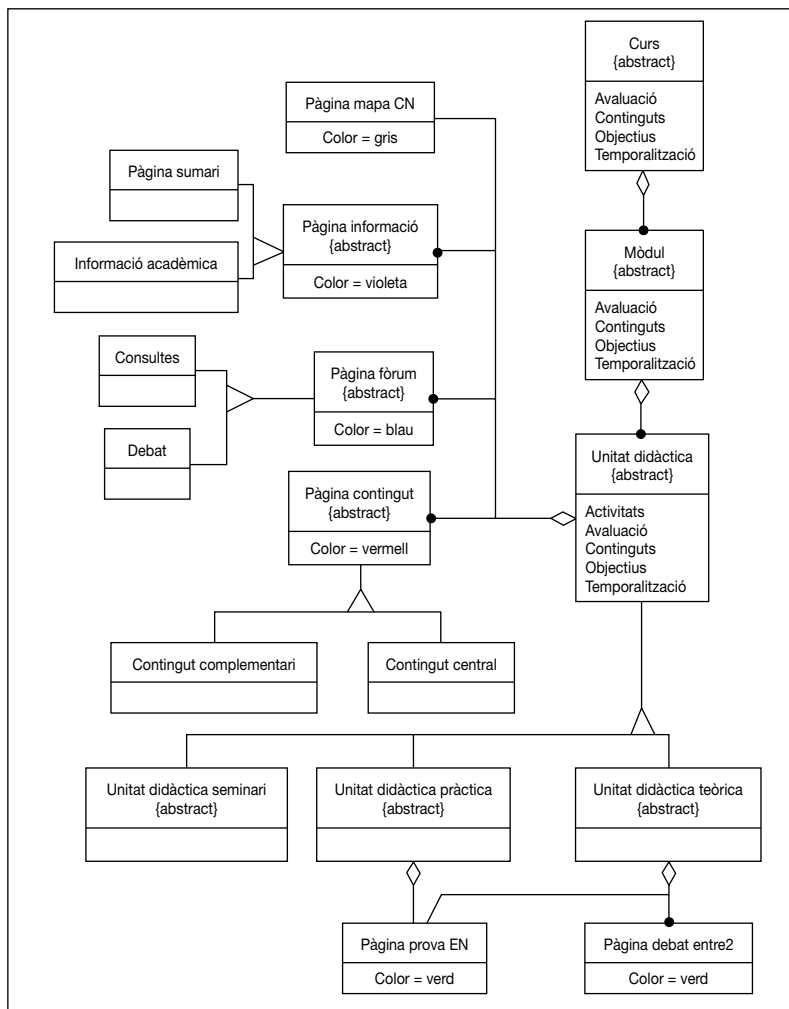 Curs
{abstract}
Avaluació
Continguts
Objectius
Temporalització
Pàgina mapa CN
Color = gris
Pàgina sumari
Informació acadèmica
Pàgina informació
{abstract}
Color = violeta
Mòdul
{abstract}
Avaluació
Continguts
Objectius
Temporalització
Consultes
Debat
Pàgina fòrum
{abstract}
Color = blau
Unitat didàctica
{abstract}
Activitats
Avaluació
Continguts
Objectius
Temporalització
Pàgina contingut
{abstract}
Color = vermell
Contingut complementari
Contingut central
Unitat didàctica seminari
{abstract}
Unitat didàctica pràctica
{abstract}
Unitat didàctica teòrica
{abstract}
Pàgina prova EN
Color = verd
Pàgina debat entre2
Color = verd